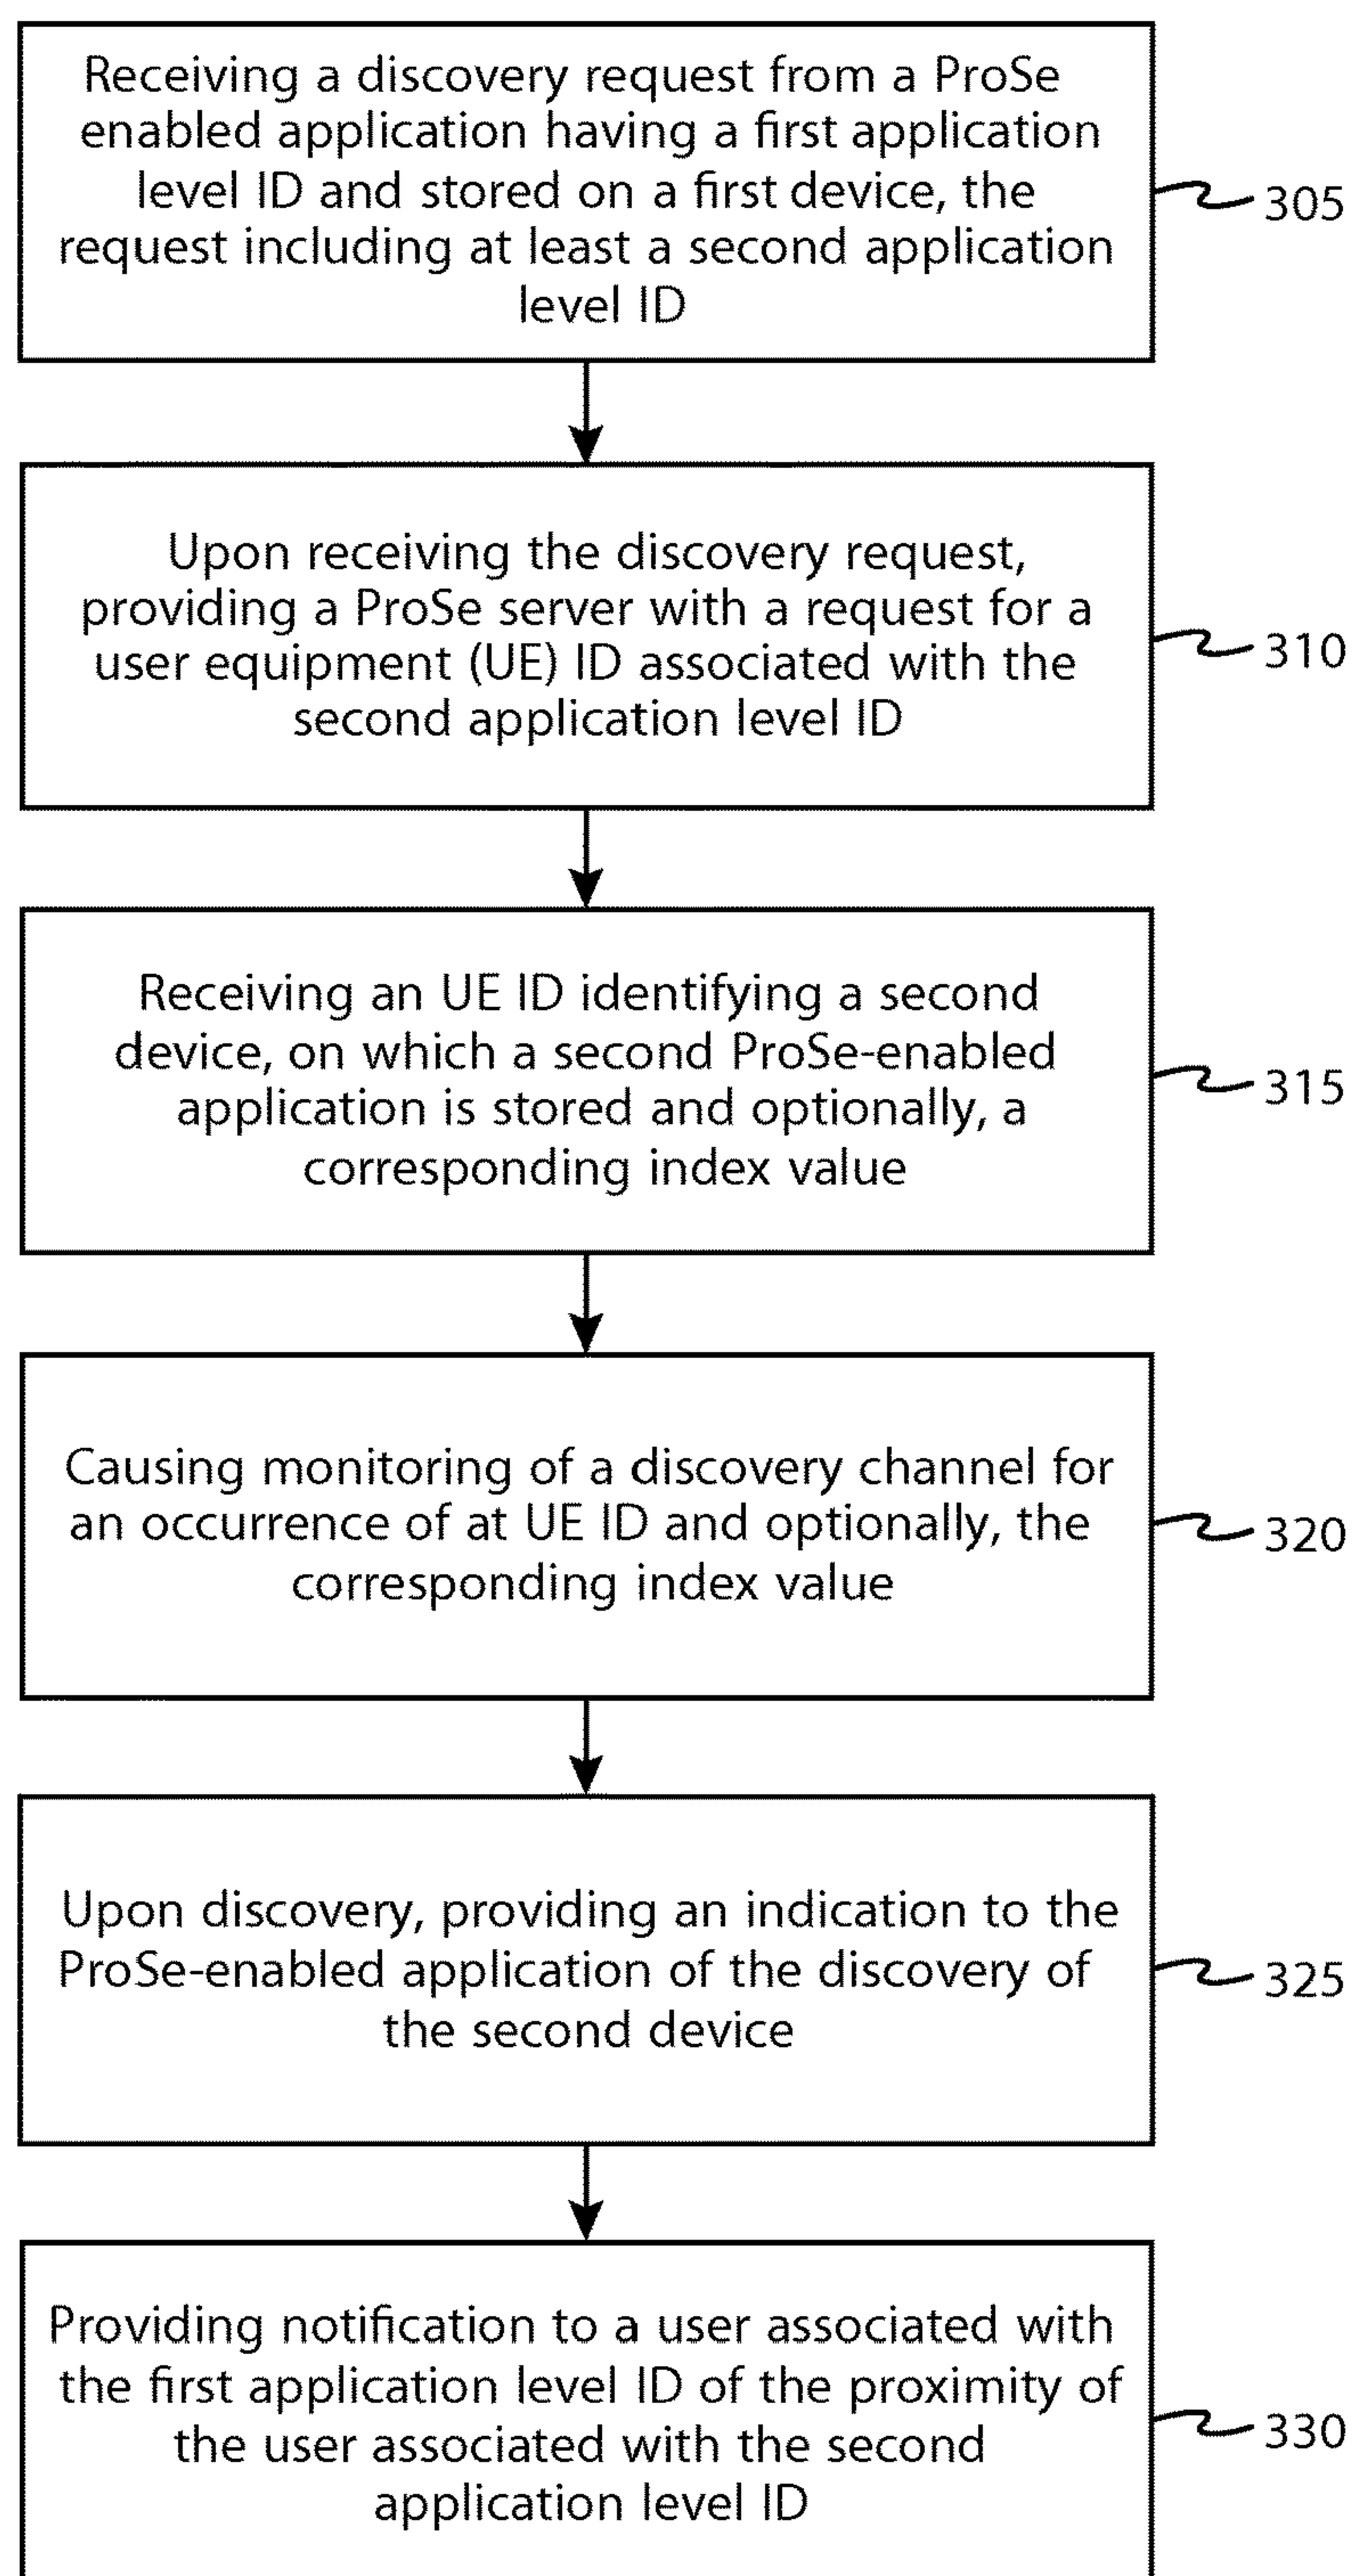 Receiving a discovery request from a ProSe
enabled application having a first application
level ID and stored on a first device, the
request including at least a second application
level ID
305
Upon receiving the discovery request,
providing a ProSe server with a request for a
user equipment (UE) ID associated with the
second application level ID
310
Receiving an UE ID identifying a second
device, on which a second ProSe-enabled
application is stored and optionally, a
corresponding index value
315
Causing monitoring of a discovery channel for
an occurrence of at UE ID and optionally, the
corresponding index value
320
Upon discovery, providing an indication to the
ProSe-enabled application of the discovery of
the second device
325
Providing notification to a user associated with
the first application level ID of the proximity of
the user associated with the second
application level ID
330